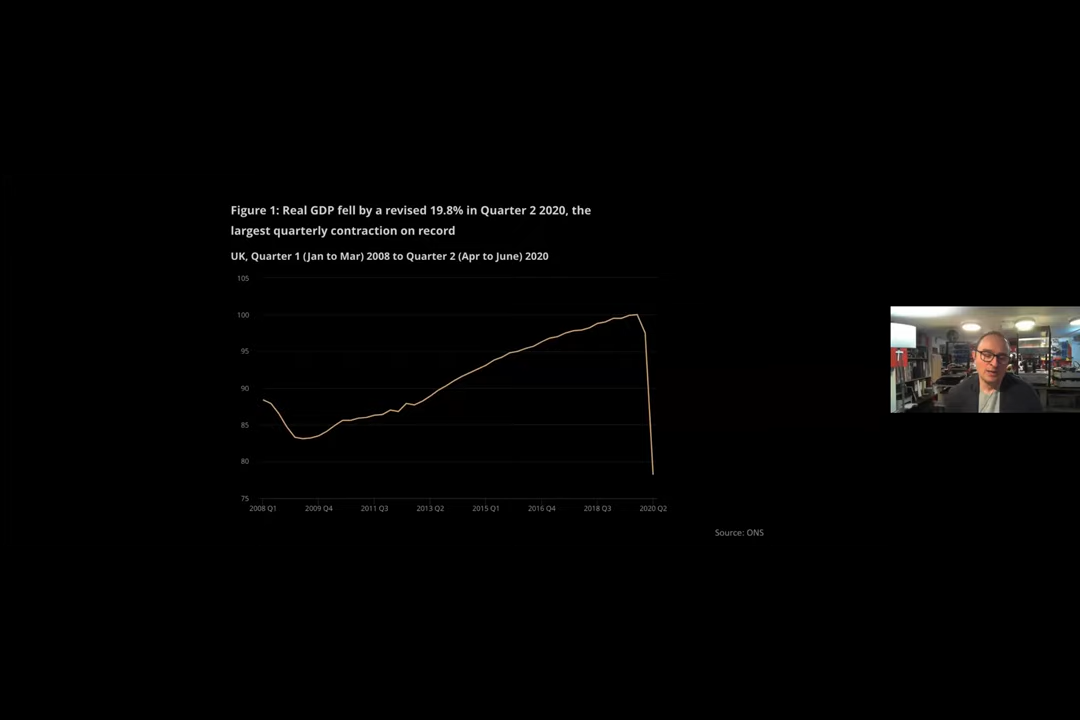 Figure 1: Real GDP fell by a revised 19.8% in Quarter 2 2020, the
largest quarterly contraction on record
UK, Quarter 1 (Jan to Mar) 2008 to Quarter 2 (Apr to June) 2020
105
100
95
90
85
80
75
2008 Q1 2009 Q4 2011 Q3 2013 Q2 2015 Q1 2016 Q4 2018 Q3 2020 Q2
Source: ONS